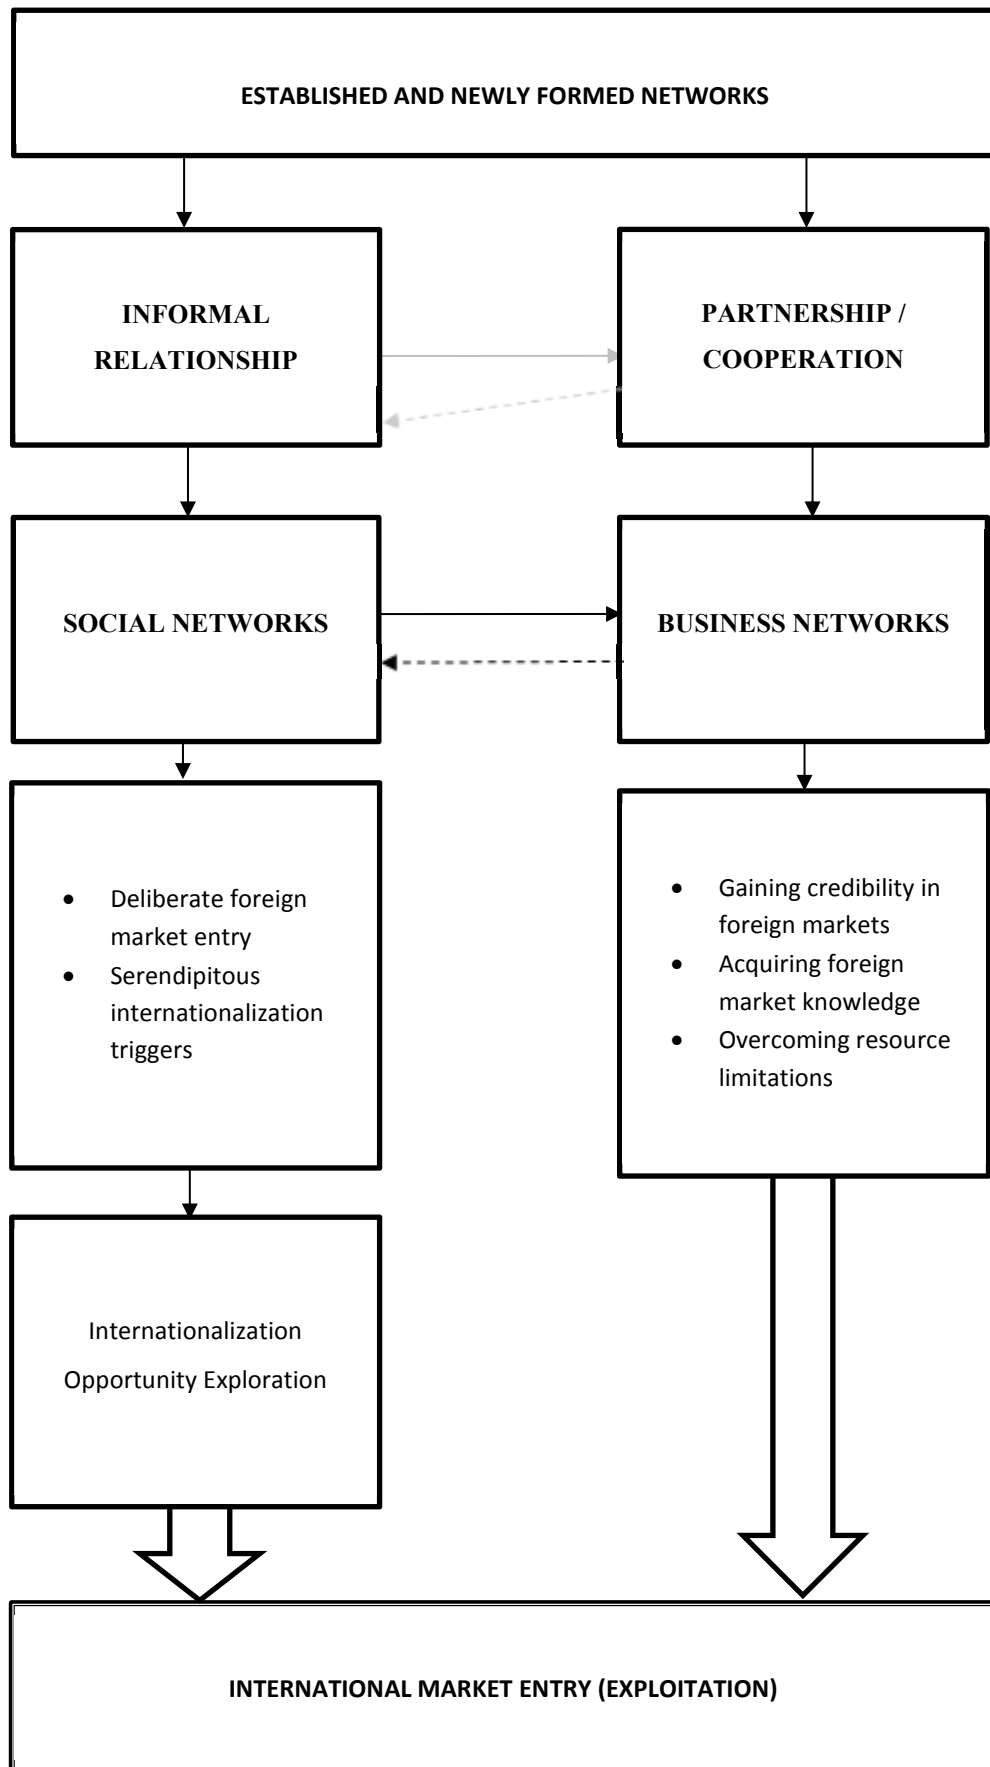 ESTABLISHED AND NEWLY FORMED NETWORKS
INFORMAL
RELATIONSHIP
PARTNERSHIP /
COOPERATION
SOCIAL NETWORKS
BUSINESS NETWORKS
• Deliberate foreign
market entry
• Serendipitous
internationalization
triggers
• Gaining credibility in
foreign markets
• Acquiring foreign
market knowledge
• Overcoming resource
limitations
Internationalization
Opportunity Exploration
INTERNATIONAL MARKET ENTRY (EXPLOITATION)